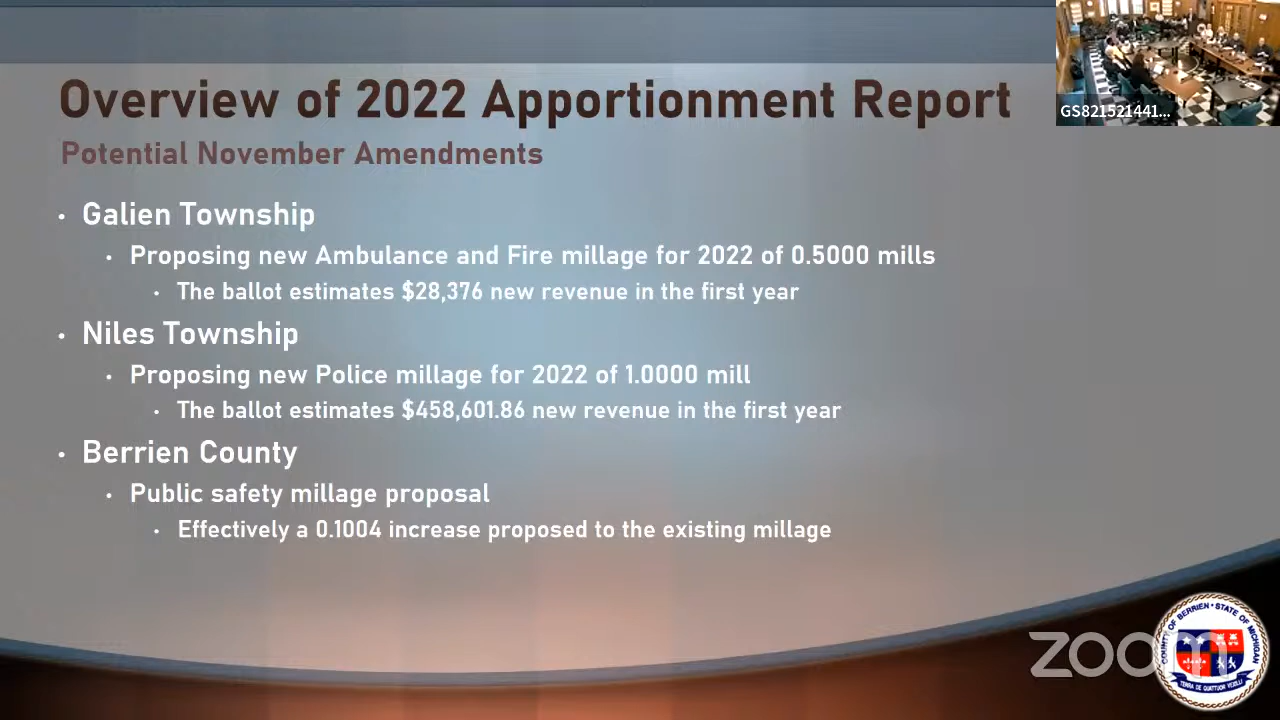 Overview of 2022 Apportionment Report
GS821521441...
Potential November Amendments
• Galien Township
• Proposing new Ambulance and Fire millage for 2022 of 0.5000 mills
• The ballot estimates $28,376 new revenue in the first year
• Niles Township
• Proposing new Police millage for 2022 of 1.0000 mill
• The ballot estimates $458,601.86 new revenue in the first year
• Berrien County
• Public safety millage proposal
• Effectively a 0.1004 increase proposed to the existing millage
zoom
COUNTY OF BERRIEN • STATE OF MICHIGAN
TERRA DE QUATTUOR VEXILLI